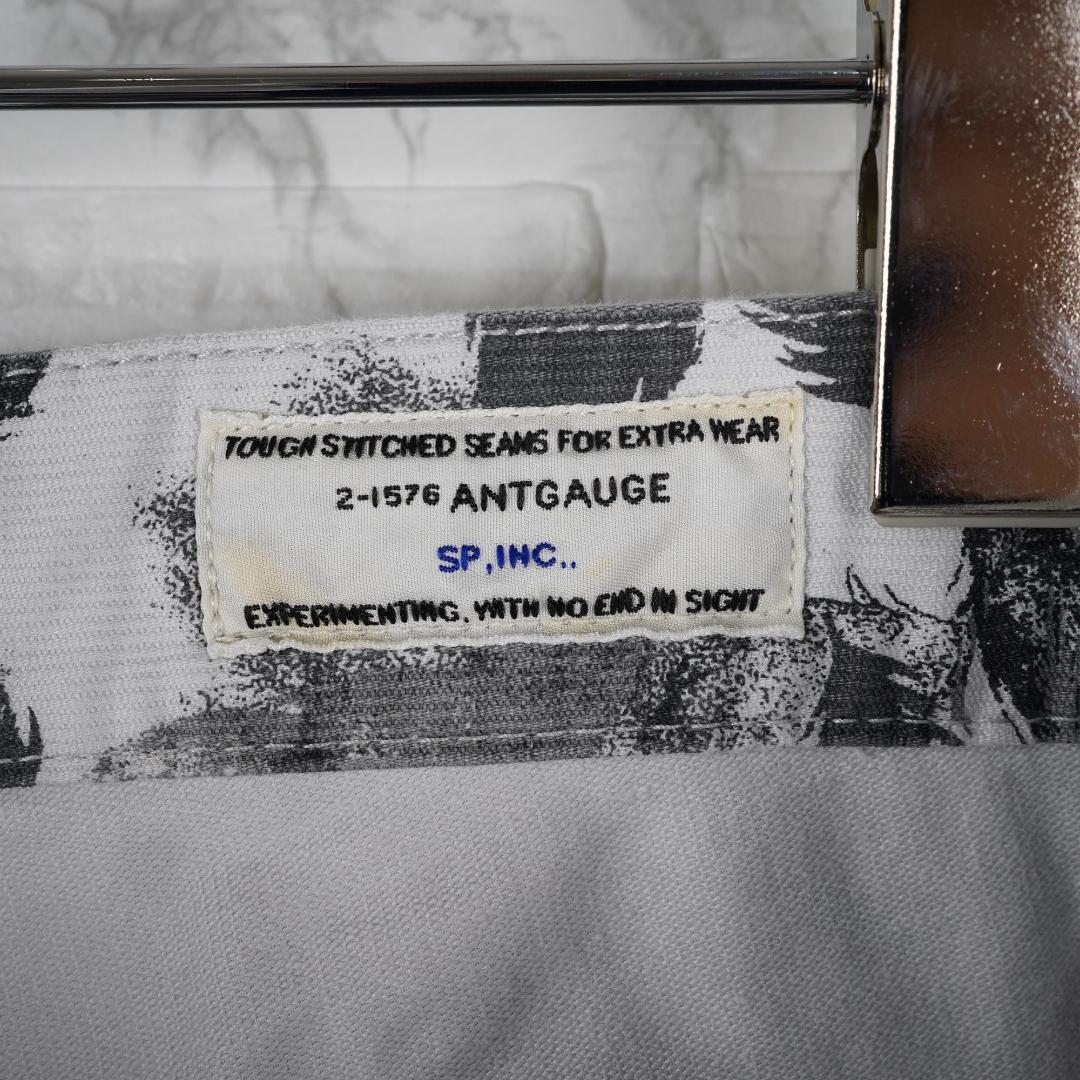 TOUGH STITCHED SEAMS FOR EXTRA WEAR
2-1576 ANTGAUGE
SP,INC..
EXPERIMENTING. WITH NO END IN SIGHT